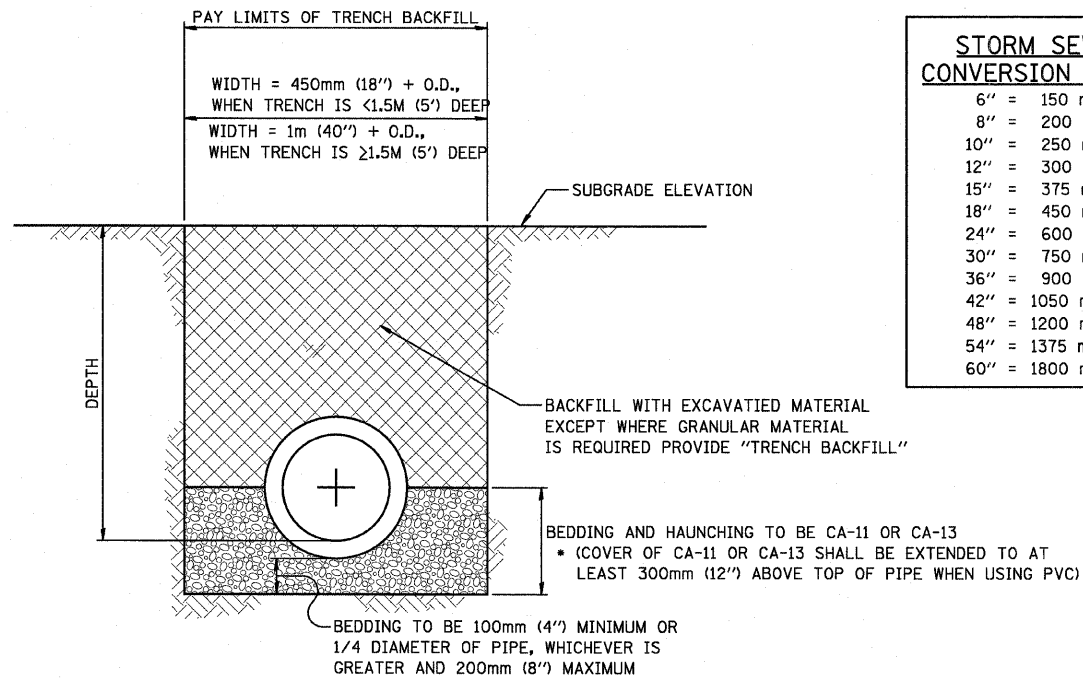 PAY LIMITS OF TRENCH BACKFILL
WIDTH = 450mm (18") + O.D.,
WHEN TRENCH IS <1.5M (5') DEEP
WIDTH = 1m (40") + O.D.,
WHEN TRENCH IS ≥1.5M (5') DEEP
SUBGRADE ELEVATION
DEPTH
BACKFILL WITH EXCAVATIED MATERIAL
EXCEPT WHERE GRANULAR MATERIAL
IS REQUIRED PROVIDE "TRENCH BACKFILL"
BEDDING AND HAUNCHING TO BE CA-11 OR CA-13
* (COVER OF CA-11 OR CA-13 SHALL BE EXTENDED TO AT
LEAST 300mm (12") ABOVE TOP OF PIPE WHEN USING PVC)
BEDDING TO BE 100mm (4") MINIMUM OR
1/4 DIAMETER OF PIPE, WHICHEVER IS
GREATER AND 200mm (8") MAXIMUM
STORM
CONVERSION
6" = 150
8" = 200
10" = 250
12" = 300
15" = 375
18" = 450
24" = 600
30" = 750
36" = 900
42" = 1050
48" = 1200
54" = 1375
60" = 1800